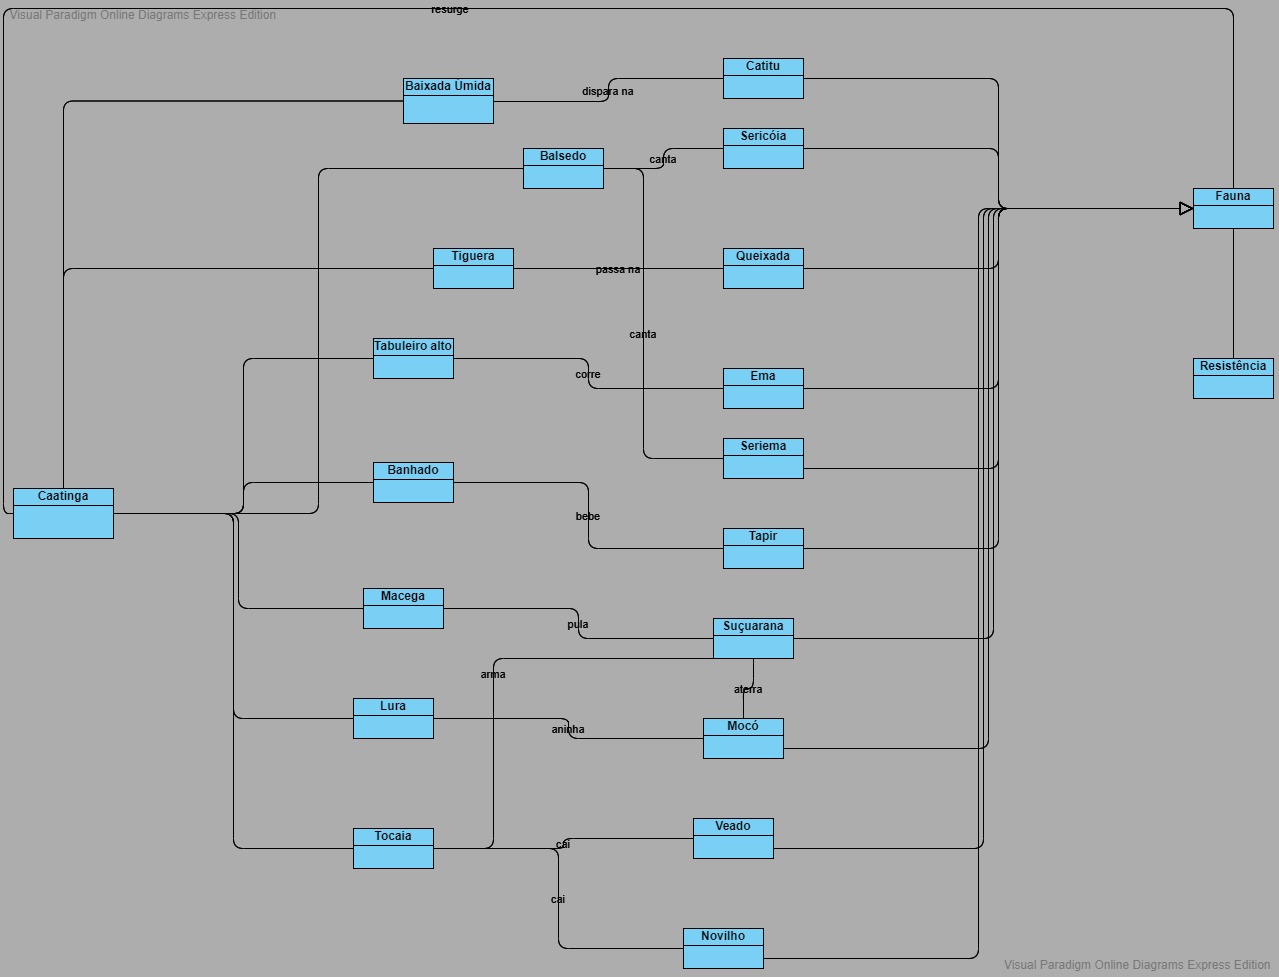 resurge
Visual Paradigm Online Diagrams Express Edition
Catitu
Baixada Umida
dispara na
Sericóia
Balsedo
canta
Fauna
Tiguera
Queixada
passa na
canta
Tabuleiro alto
corre
Ema
Resistência
Seriema
Banhado
Caatinga
bebe
Tapir
Macega
pula
Suçuarana
arma
aterra
Lura
aninha
Mocó
Tocaia
Veado
cai
cai
Novilho
Visual Paradigm Online Diagrams Express Edition